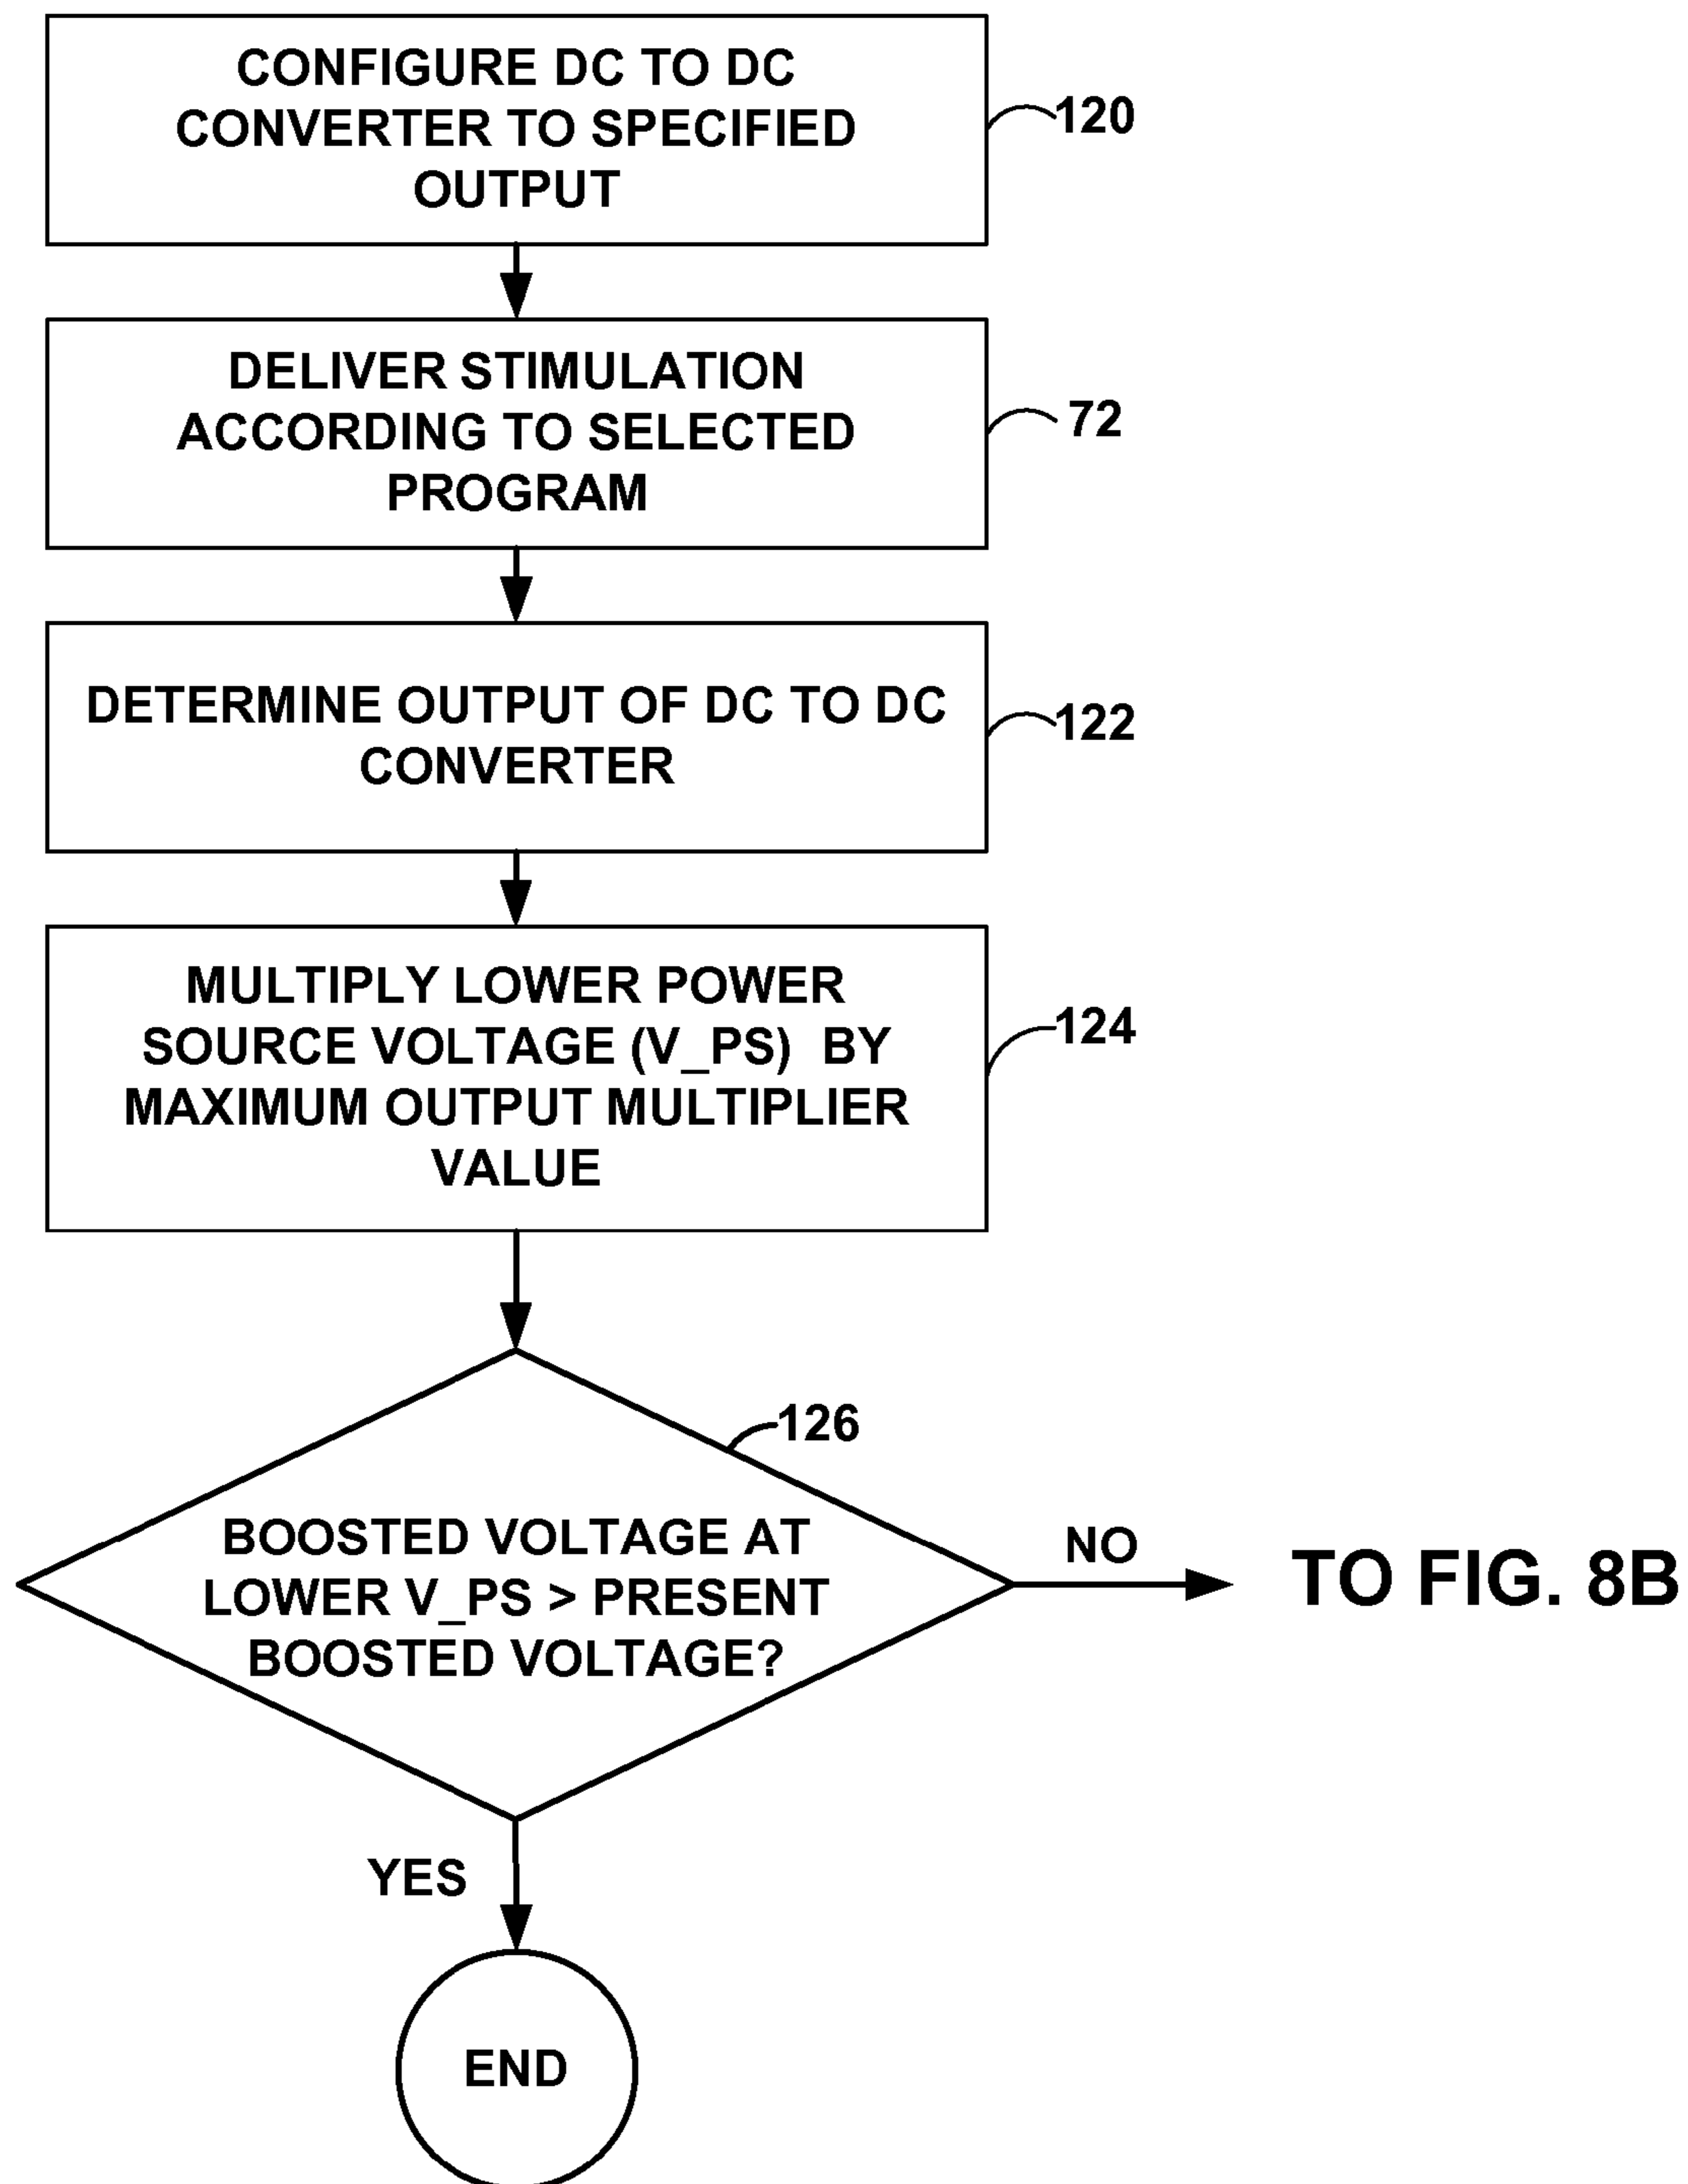 CONFIGURE DC TO DC
CONVERTER TO SPECIFIED
OUTPUT
120
DELIVER STIMULATION
ACCORDING TO SELECTED
PROGRAM
72
DETERMINE OUTPUT OF DC TO DC
CONVERTER
122
MULTIPLY LOWER POWER
SOURCE VOLTAGE (V_PS) BY
MAXIMUM OUTPUT MULTIPLIER
VALUE
124
126
BOOSTED VOLTAGE AT
LOWER V_PS > PRESENT
BOOSTED VOLTAGE?
NO
TO FIG. 8B
YES
END